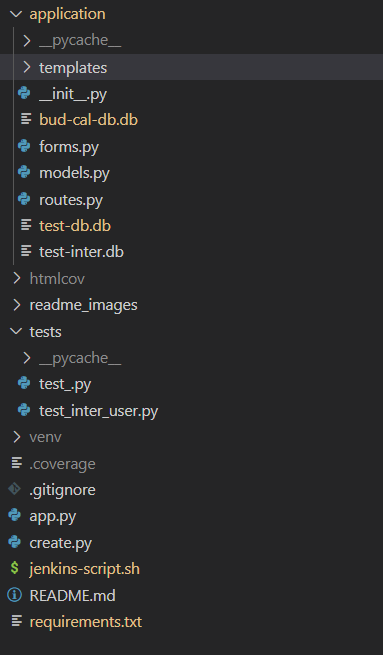 application
__pycache__
templates
__init__.py
bud-cal-db.db
forms.py
models.py
routes.py
test-db.db
test-inter.db
htmlcov
readme_images
tests
__pycache__
test_.py
test_inter_user.py
venv
.coverage
.gitignore
app.py
create.py
$ jenkins-script.sh
README.md
requirements.txt